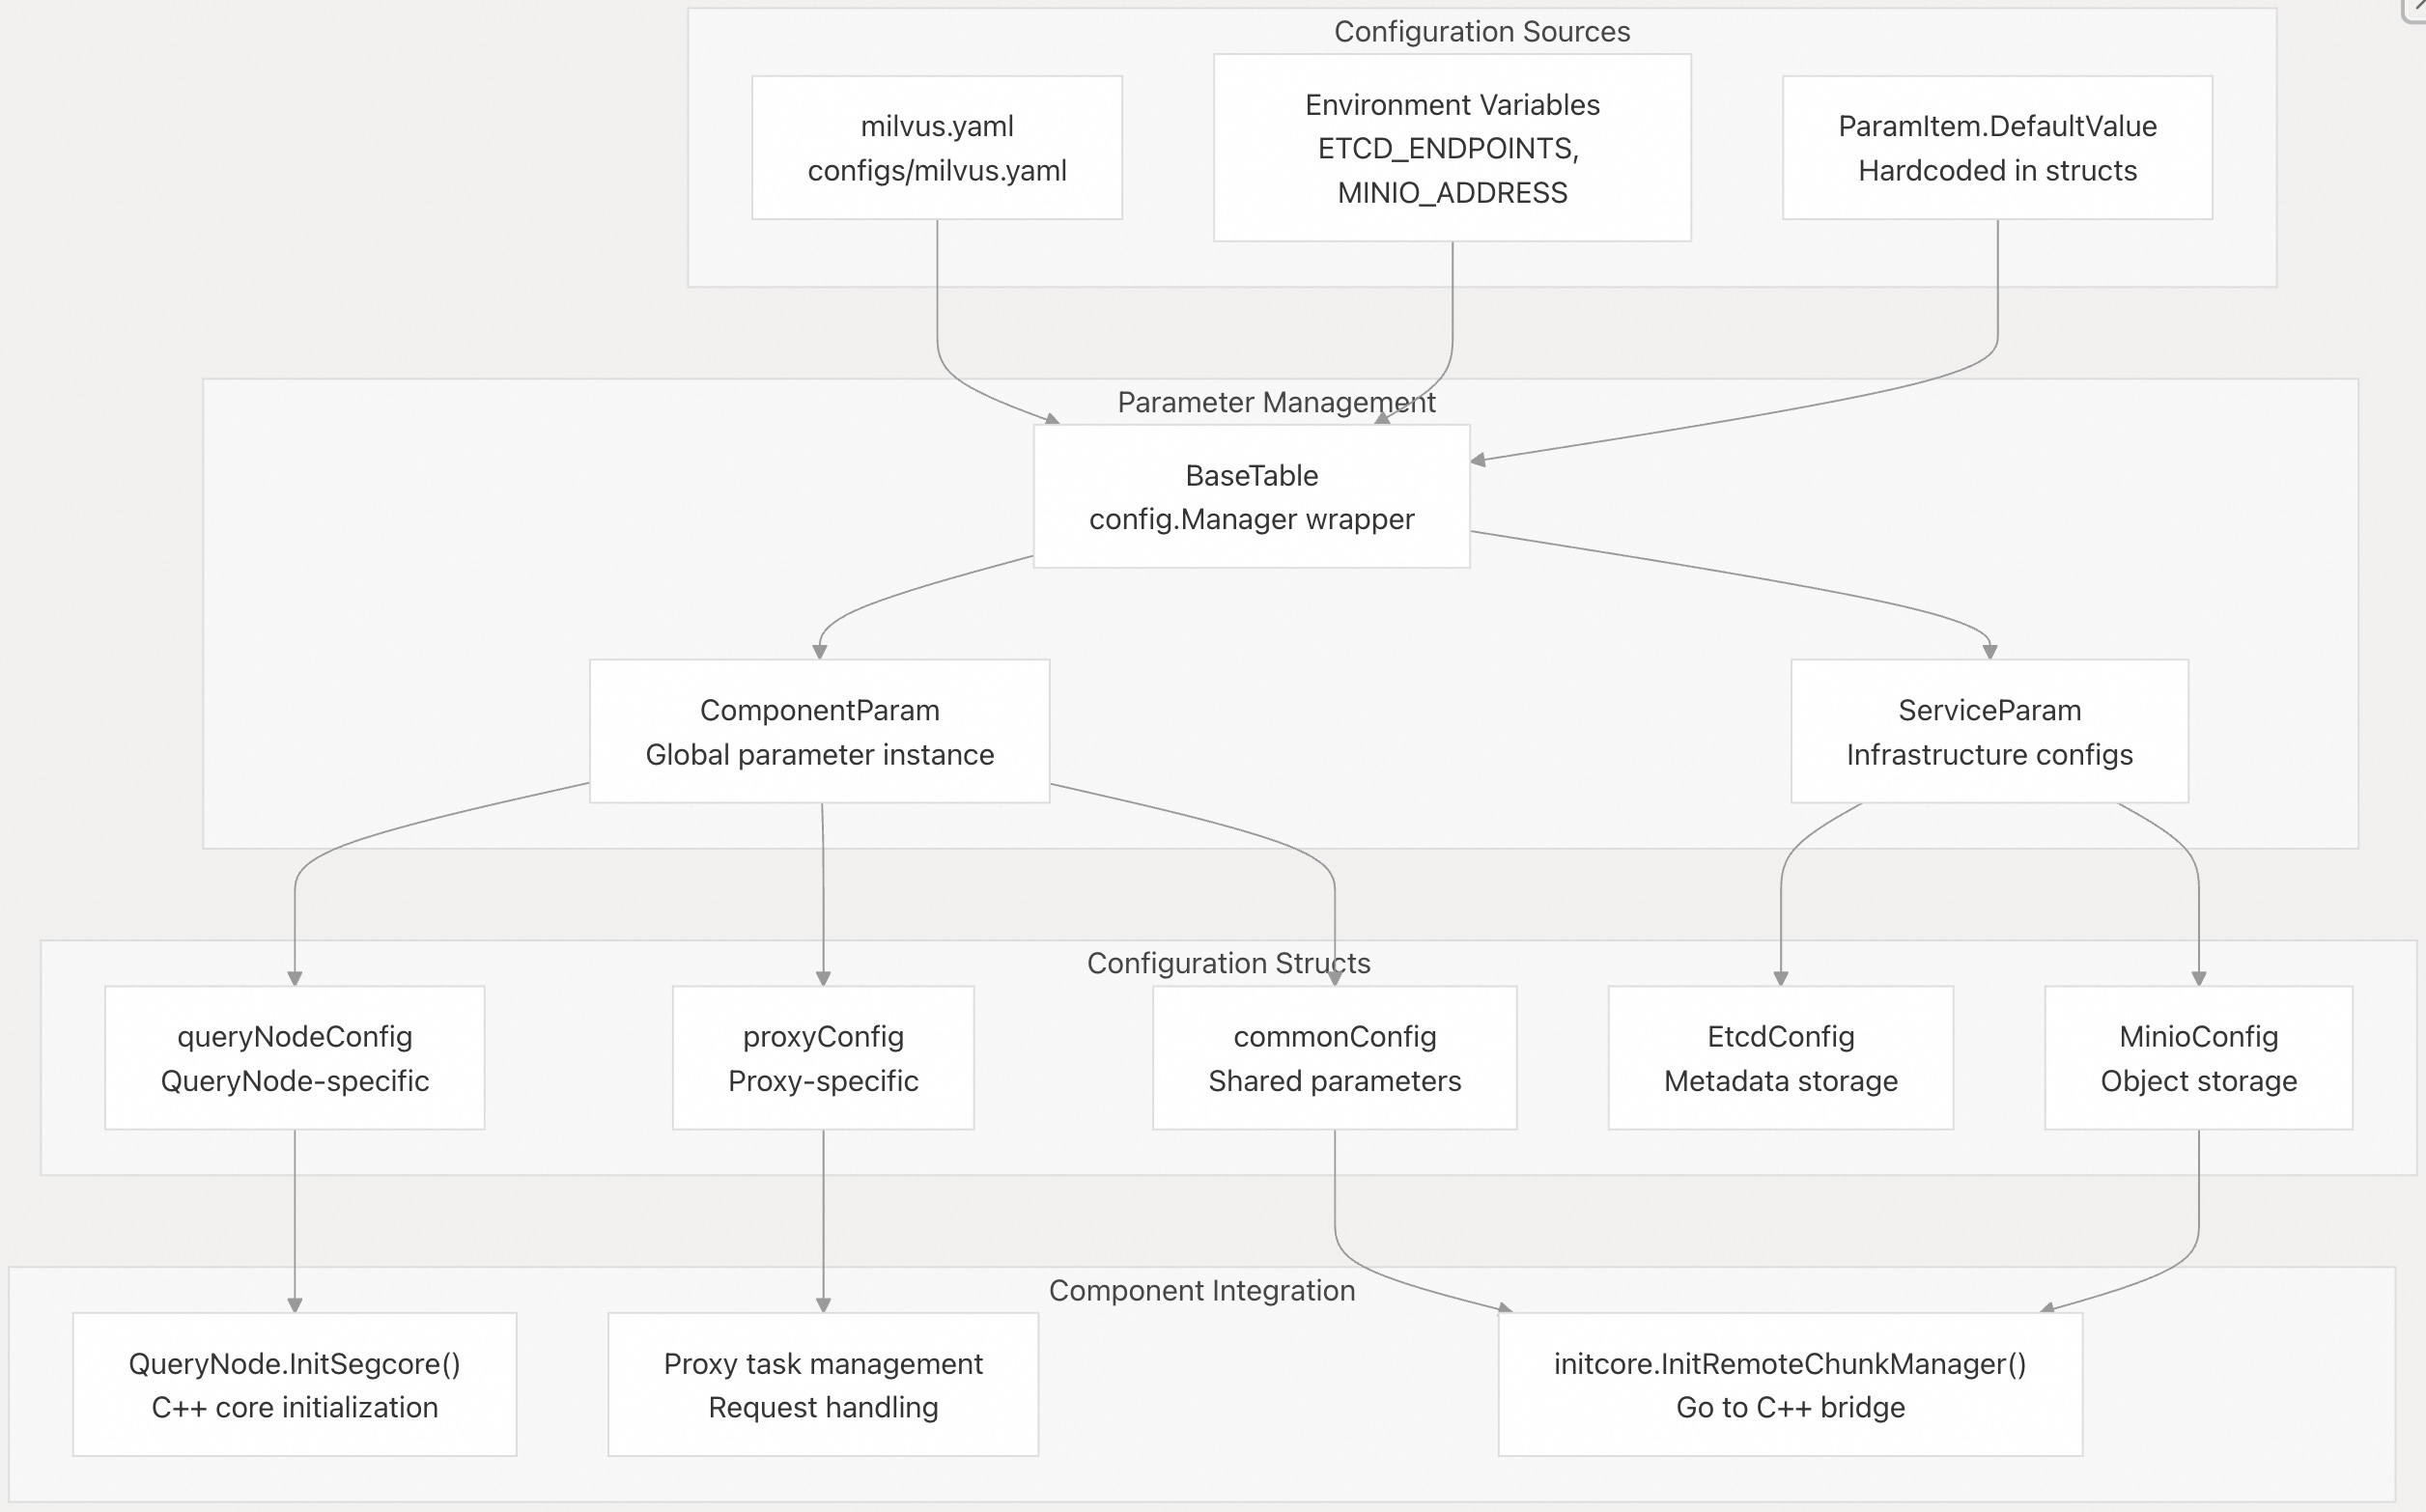 Configuration Sources
milvus.yaml
configs/milvus.yaml
Environment Variables
ETCD_ENDPOINTS,
MINIO_ADDRESS
ParamItem.DefaultValue
Hardcoded in structs
Parameter Management
BaseTable
config.Manager wrapper
ComponentParam
Global parameter instance
ServiceParam
Infrastructure configs
Configuration Structs
queryNodeConfig
QueryNode-specific
proxyConfig
Proxy-specific
commonConfig
Shared parameters
EtcdConfig
Metadata storage
MinioConfig
Object storage
Component Integration
QueryNode.InitSegcore()
C++ core initialization
Proxy task management
Request handling
initcore.InitRemoteChunkManager()
Go to C++ bridge